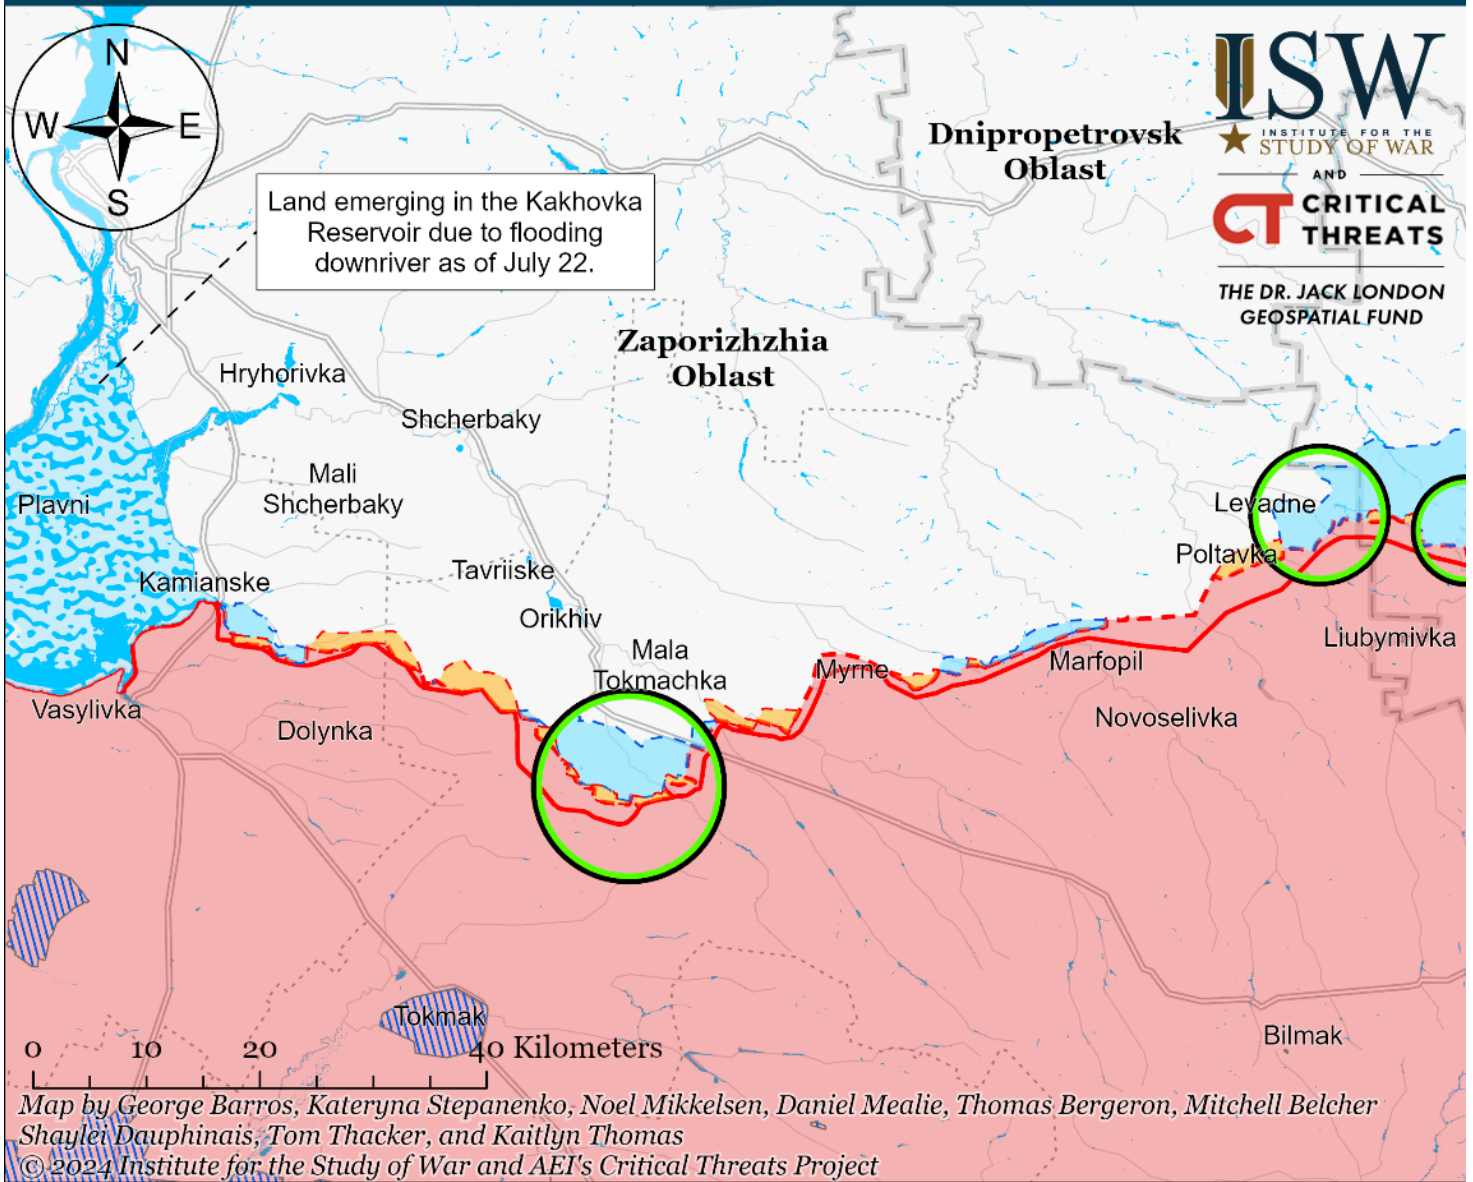 N
W
E
S
ISW
INSTITUTE FOR THE
STUDY OF WAR
AND
CT CRITICAL
THREATS
THE DR. JACK LONDON
GEOSPATIAL FUND
Dnipropetrovsk
Oblast
Land emerging in the Kakhovka
Reservoir due to flooding
downriver as of July 22.
Zaporizhzhia
Oblast
Hryhorivka
Shcherbaky
Mali
Shcherbaky
Plavni
Levadne
Poltavka
Kamianske
Tavriiske
Orikhiv
Mala
Tokmachka
Myrne
Marfopil
Liubymivka
Vasylivka
Dolynka
Novoselivka
Tokmak
Bilmak
0 10 20 40 Kilometers
Map by George Barros, Kateryna Stepanenko, Noel Mikkelsen, Daniel Mealie, Thomas Bergeron, Mitchell Belcher
Shaylei Dauphinais, Tom Thacker, and Kaitlyn Thomas
© 2024 Institute for the Study of War and AEI's Critical Threats Project